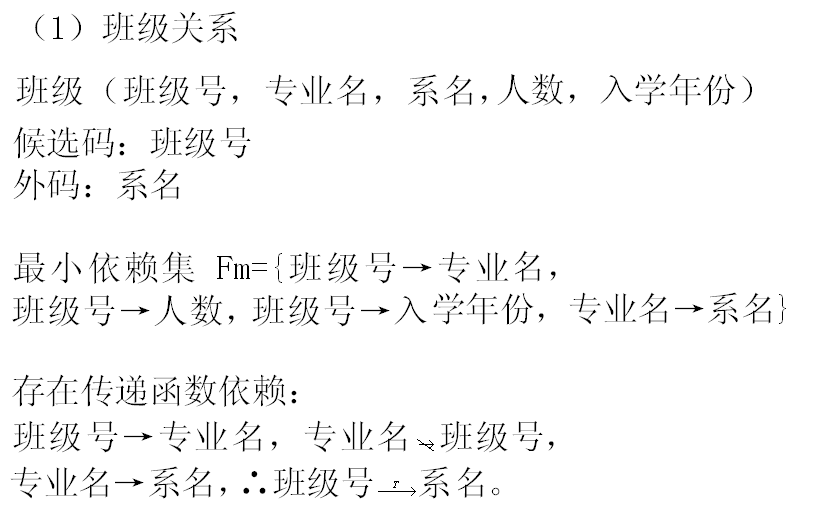 （1）班级关系
班级（班级号，专业名，系名，人数，入学年份）
候选码：班级号
外码：系名
最小依赖集 Fm={班级号→专业名，
班级号→人数，班级号→入学年份，专业名→系名}
存在传递函数依赖：
班级号→专业名，专业名↛班级号，
专业名→系名，∴班级号 r→ 系名。